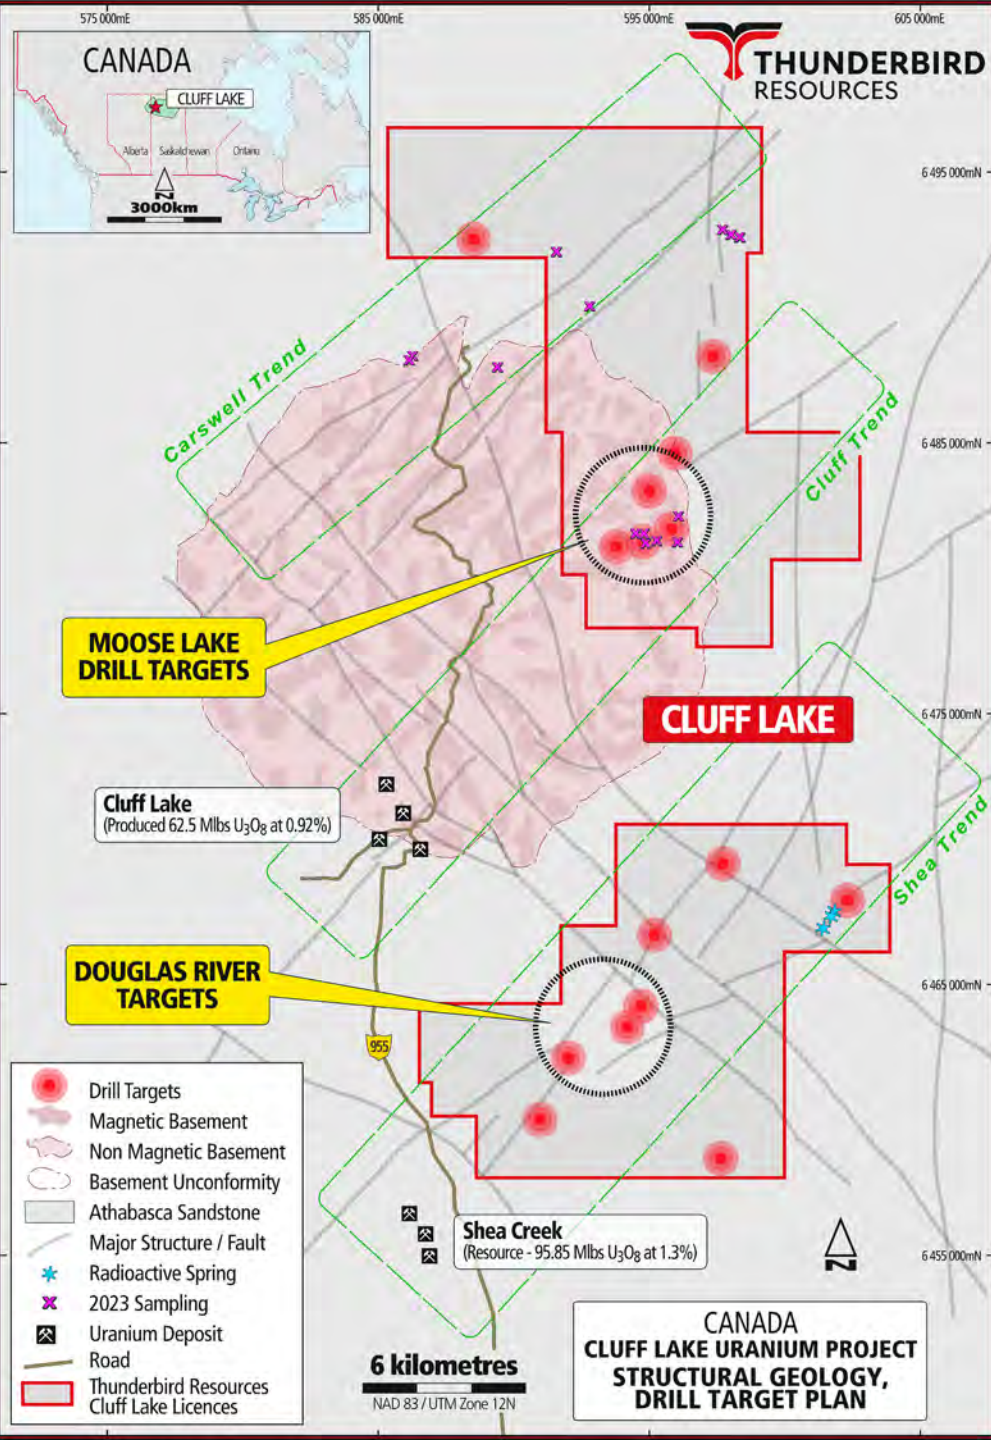 575 000mE
585 000mE
595 000mE
605 000mE
CANADA
CLUFF LAKE
Alberta
Saskatchewan
Ontario
N
3000km
THUNDERBIRD
RESOURCES
6 495 000mN
6 485 000mN
6 475 000mN
6 465 000mN
6 455 000mN
Carswell Trend
Cluff Trend
Shea Trend
MOOSE LAKE
DRILL TARGETS
CLUFF LAKE
Cluff Lake
(Produced 62.5 Mlbs U₃O₈ at 0.92%)
DOUGLAS RIVER
TARGETS
955
Drill Targets
Magnetic Basement
Non Magnetic Basement
Basement Unconformity
Athabasca Sandstone
Major Structure / Fault
Radioactive Spring
2023 Sampling
Uranium Deposit
Road
Thunderbird Resources
Cluff Lake Licences
Shea Creek
(Resource - 95.85 Mlbs U₃O₈ at 1.3%)
N
6 kilometres
NAD 83 / UTM Zone 12N
CANADA
CLUFF LAKE URANIUM PROJECT
STRUCTURAL GEOLOGY,
DRILL TARGET PLAN